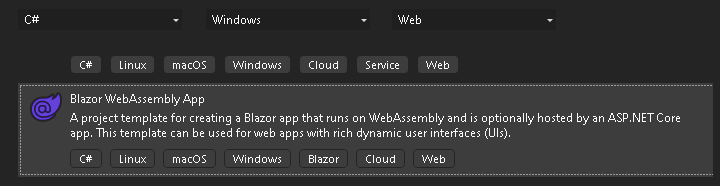 C# Windows Web
C# Linux macOS Windows Cloud Service Web
Blazor WebAssembly App
A project template for creating a Blazor app that runs on WebAssembly and is optionally hosted by an ASP.NET Core
app. This template can be used for web apps with rich dynamic user interfaces (UIs).
C# Linux macOS Windows Blazor Cloud Web